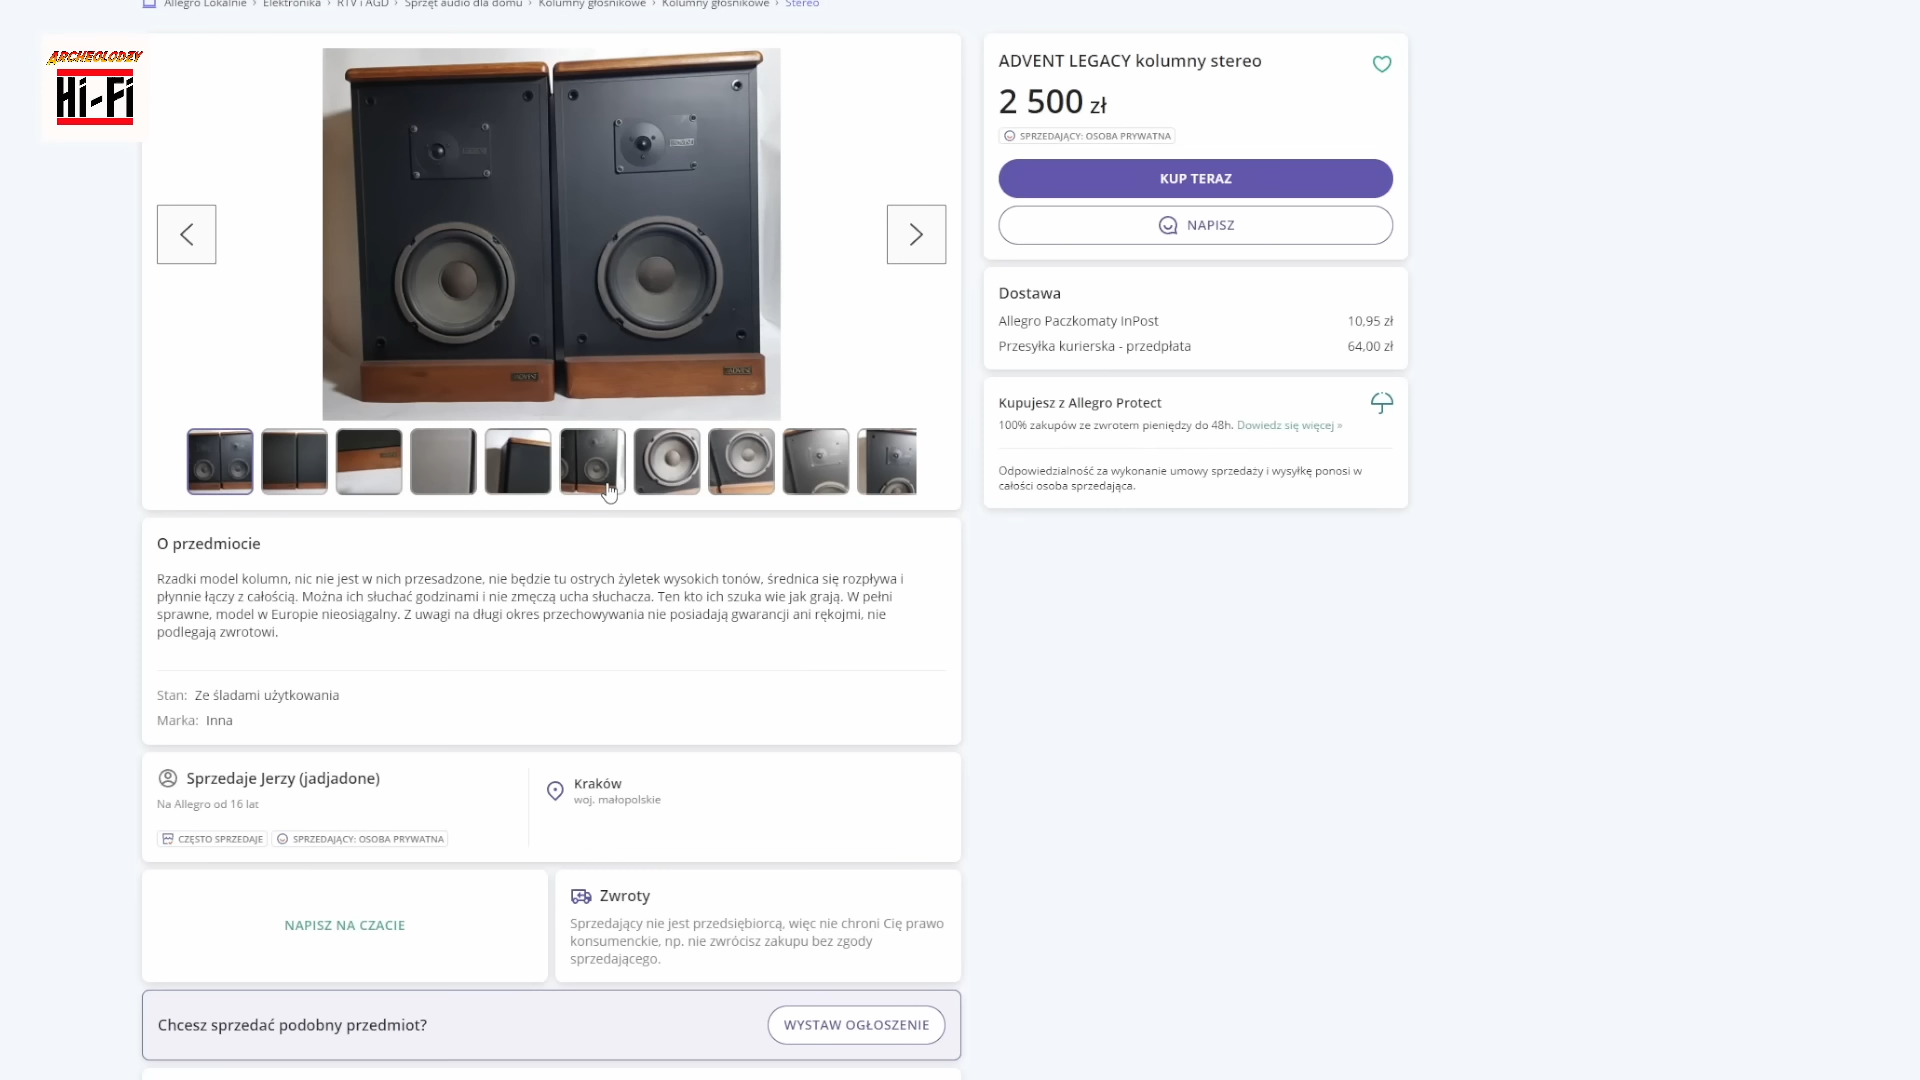 Allegro Lokalnie › Elektronika › RTV i AGD › Sprzęt audio dla domu › Kolumny głośnikowe › Kolumny głośnikowe › Stereo
ARCHEOLODZY
Hi-Fi
ADVENT
ADVENT
ADVENT LEGACY kolumny stereo
2 500 zł
SPRZEDAJĄCY: OSOBA PRYWATNA
KUP TERAZ
NAPISZ
Dostawa
Allegro Paczkomaty InPost 10,95 zł
Przesyłka kurierska - przedpłata 64,00 zł
Kupujesz z Allegro Protect
100% zakupów ze zwrotem pieniędzy do 48h. Dowiedz się więcej »
Odpowiedzialność za wykonanie umowy sprzedaży i wysyłkę ponosi w
całości osoba sprzedająca.
O przedmiocie
Rzadki model kolumn, nic nie jest w nich przesadzone, nie będzie tu ostrych żyletek wysokich tonów, średnica się rozpływa i
płynnie łączy z całością. Można ich słuchać godzinami i nie zmęczą ucha słuchacza. Ten kto ich szuka wie jak grają. W pełni
sprawne, model w Europie nieosiągalny. Z uwagi na długi okres przechowywania nie posiadają gwarancji ani rękojmi, nie
podlegają zwrotowi.
Stan: Ze śladami użytkowania
Marka: Inna
Sprzedaje Jerzy (jadjadone)
Na Allegro od 16 lat
CZĘSTO SPRZEDAJE SPRZEDAJĄCY: OSOBA PRYWATNA
Kraków
woj. małopolskie
NAPISZ NA CZACIE
Zwroty
Sprzedający nie jest przedsiębiorcą, więc nie chroni Cię prawo
konsumenckie, np. nie zwrócisz zakupu bez zgody
sprzedającego.
Chcesz sprzedać podobny przedmiot?
WYSTAW OGŁOSZENIE